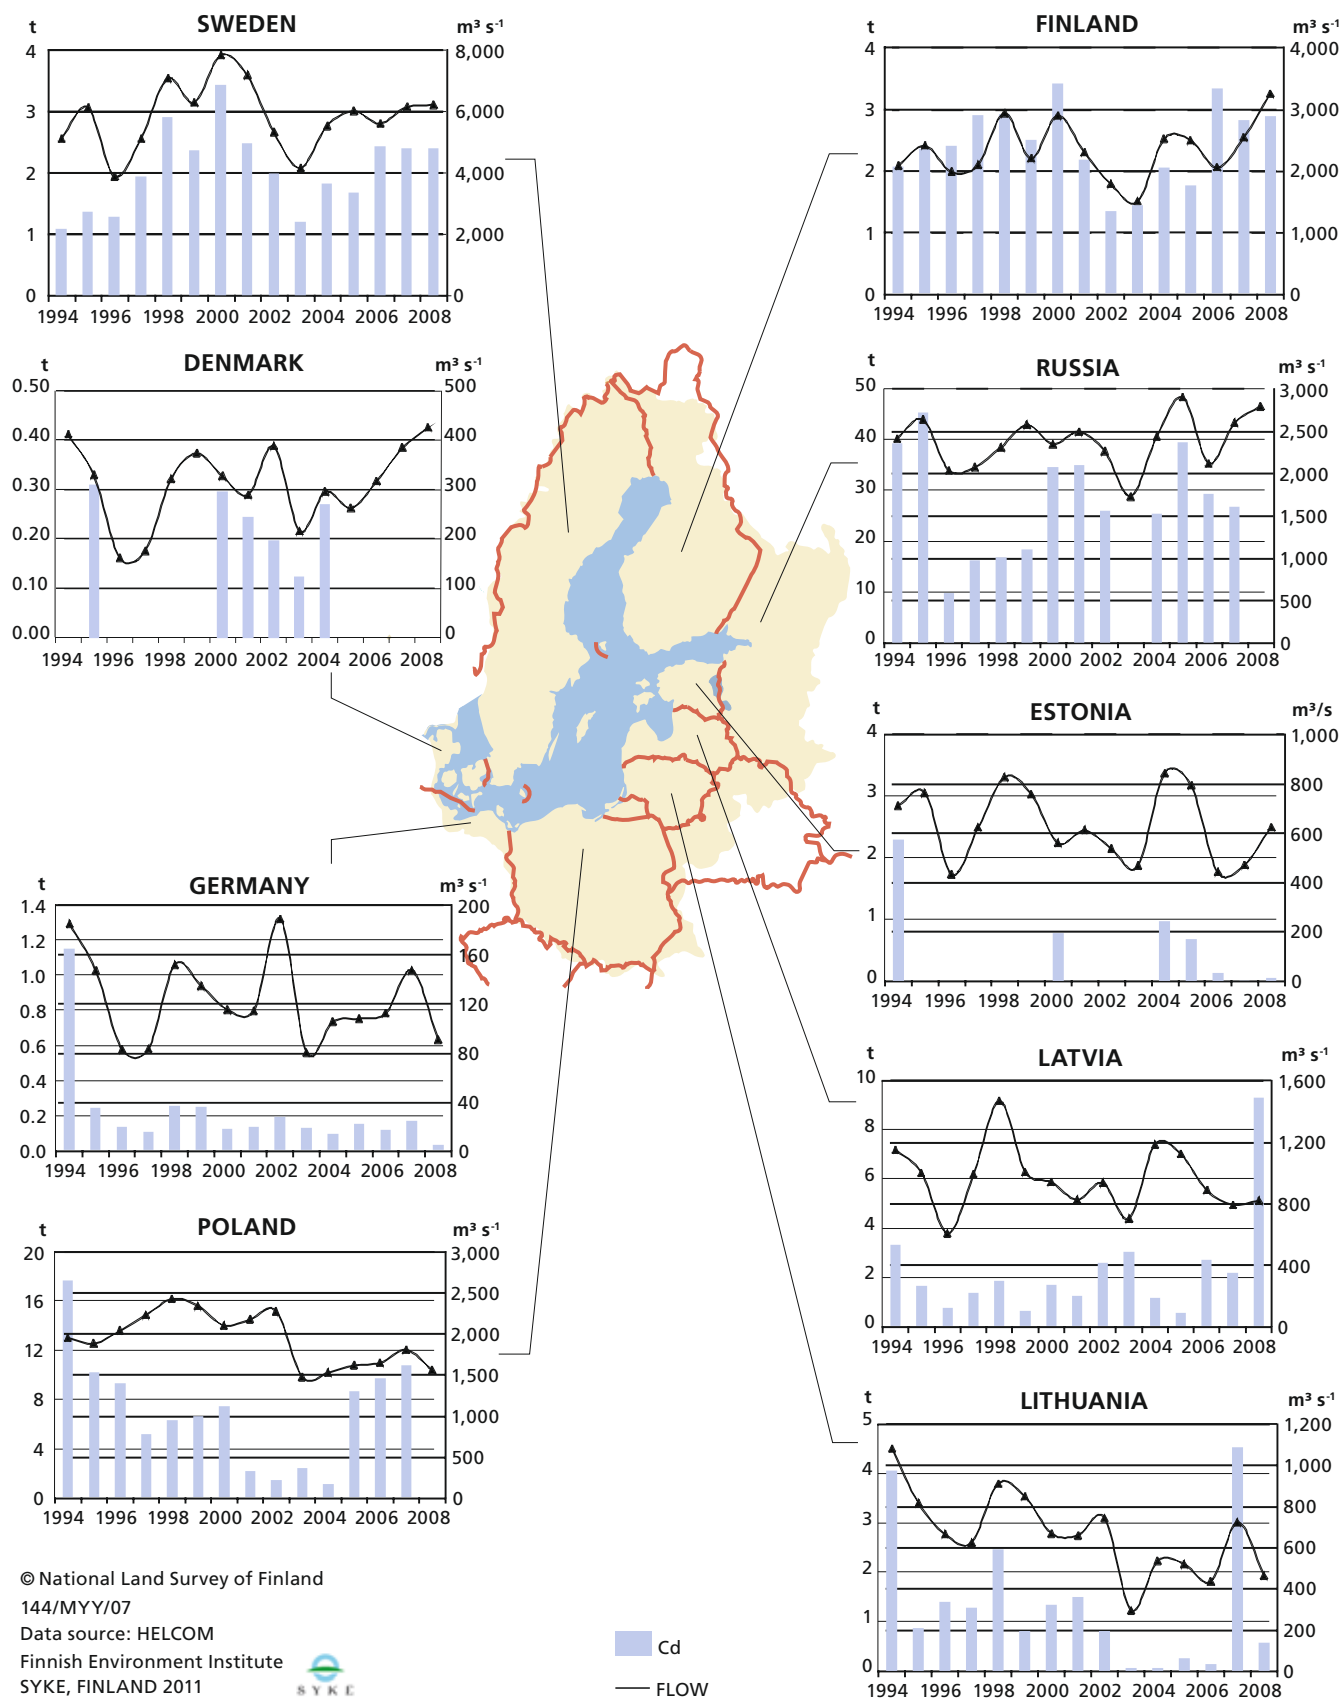 SWEDEN
t
m³ s⁻¹
4
3
2
1
0
8,000
6,000
4,000
2,000
0
1994 1996 1998 2000 2002 2004 2006 2008
FINLAND
t
m³ s⁻¹
4
3
2
1
0
4,000
3,000
2,000
1,000
0
1994 1996 1998 2000 2002 2004 2006 2008
DENMARK
t
m³ s⁻¹
0.50
0.40
0.30
0.20
0.10
0.00
500
400
300
200
100
0
1994 1996 1998 2000 2002 2004 2006 2008
RUSSIA
t
m³ s⁻¹
50
40
30
20
10
0
3,000
2,500
2,000
1,500
1,000
500
0
1994 1996 1998 2000 2002 2004 2006 2008
ESTONIA
t
m³/s
4
3
2
1
0
1,000
800
600
400
200
0
1994 1996 1998 2000 2002 2004 2006 2008
GERMANY
t
m³ s⁻¹
1.4
1.2
1.0
0.8
0.6
0.4
0.2
0.0
200
160
120
80
40
0
1994 1996 1998 2000 2002 2004 2006 2008
LATVIA
t
m³ s⁻¹
10
8
6
4
2
0
1,600
1,200
800
400
0
1994 1996 1998 2000 2002 2004 2006 2008
POLAND
t
m³ s⁻¹
20
16
12
8
4
0
3,000
2,500
2,000
1,500
1,000
500
0
1994 1996 1998 2000 2002 2004 2006 2008
LITHUANIA
t
m³ s⁻¹
5
4
3
2
1
0
1,200
1,000
800
600
400
200
0
1994 1996 1998 2000 2002 2004 2006 2008
© National Land Survey of Finland
144/MYY/07
Data source: HELCOM
Finnish Environment Institute
SYKE, FINLAND 2011
SYKE
Cd
FLOW